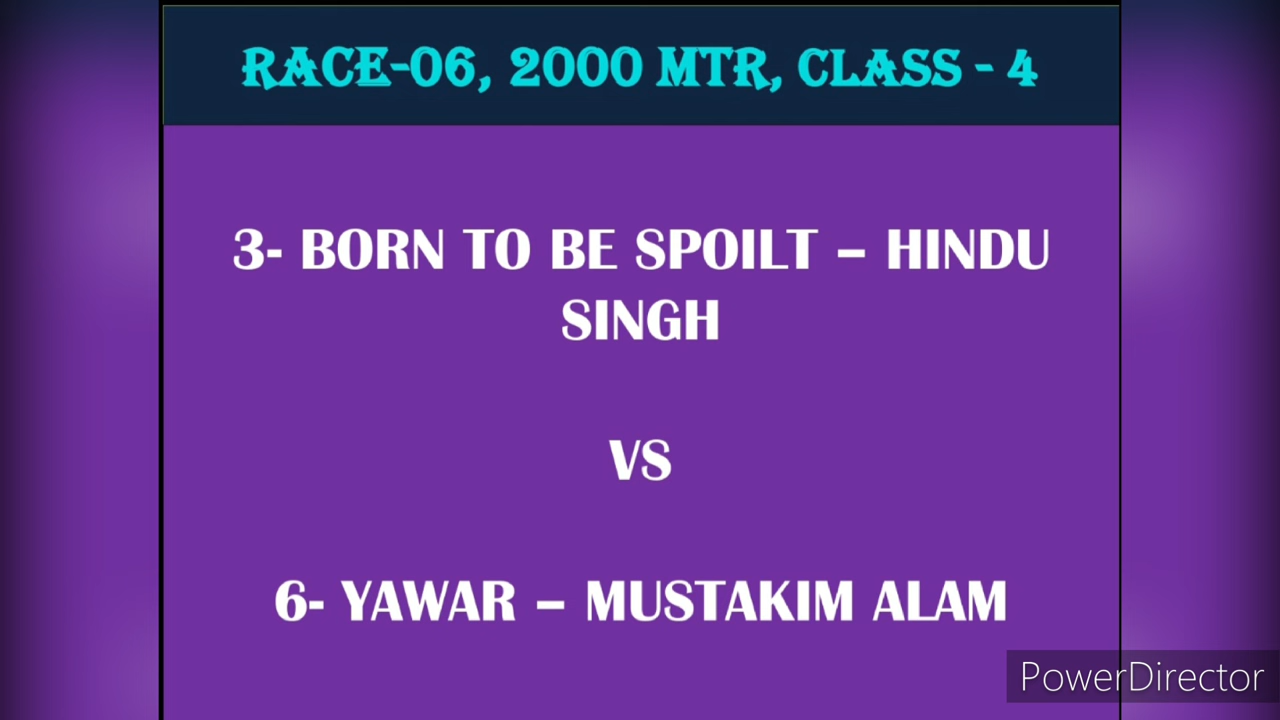 RACE-06, 2000 MTR, CLASS - 4
3- BORN TO BE SPOILT – HINDU
SINGH
VS
6- YAWAR – MUSTAKIM ALAM
PowerDirector